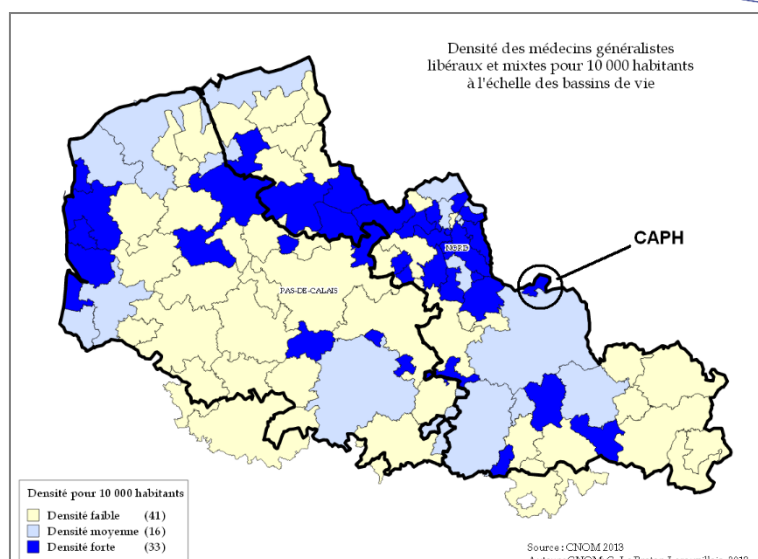 Densité des médecins généralistes
libéraux et mixtes pour 10 000 habitants
à l'échelle des bassins de vie
CAPH
NORD
PAS-DE-CALAIS
Densité pour 10 000 habitants
Densité faible (41)
Densité moyenne (16)
Densité forte (33)
Source : CNOM 2013